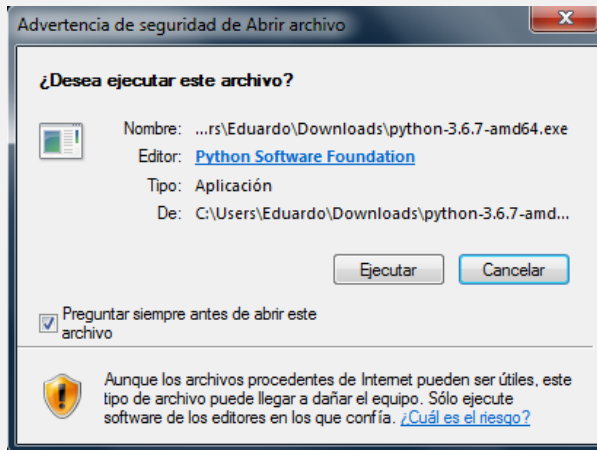 Advertencia de seguridad de Abrir archivo
¿Desea ejecutar este archivo?
Nombre: ...rs\Eduardo\Downloads\python-3.6.7-amd64.exe
Editor: Python Software Foundation
Tipo: Aplicación
De: C:\Users\Eduardo\Downloads\python-3.6.7-amd...
Ejecutar Cancelar
Preguntar siempre antes de abrir este
archivo
Aunque los archivos procedentes de Internet pueden ser útiles, este
tipo de archivo puede llegar a dañar el equipo. Sólo ejecute
software de los editores en los que confía. ¿Cuál es el riesgo?